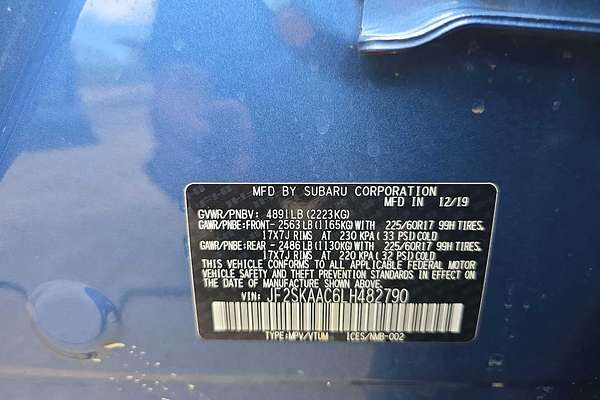 MFD BY SUBARU CORPORATION
MFD IN 12/19
GVWR/PNBV: 4891LB(2223KG)
GAWR/PNBE:FRONT- 2563LB(1165KG) WITH 225/60R17 99H TIRES,
17X7J RIMS AT 230 KPA(33 PSI)COLD
GAWR/PNBE:REAR - 2486LB(1130KG) WITH 225/60R17 99H TIRES,
17X7J RIMS AT 220 KPA(32 PSI)COLD
THIS VEHICLE CONFORMS TO ALL APPLICABLE FEDERAL MOTOR
VEHICLE SAFETY AND THEFT PREVENTION STANDARDS IN EFFECT
ON THE DATE OF MANUFACTURE SHOWN ABOVE.
VIN: JF2SKAAC6LH482790
TYPE:MPV/VTUM ICES/NMB-002